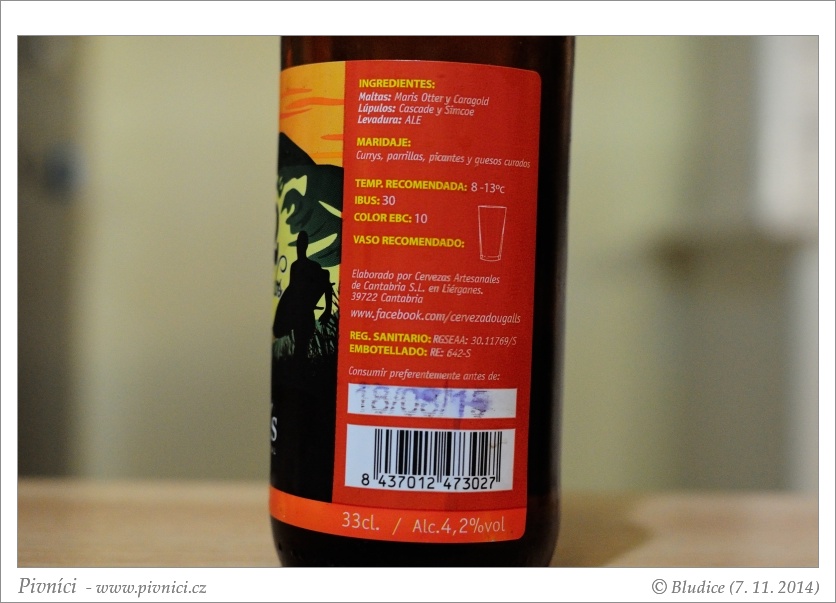 INGREDIENTES:
Maltas: Maris Otter y Caragold
Lúpulos: Cascade y Simcoe
Levadura: ALE
MARIDAJE:
Currys, parrillas, picantes y quesos curados
TEMP. RECOMENDADA: 8 -13ºc
IBUS: 30
COLOR EBC: 10
VASO RECOMENDADO:
Elaborado por Cervezas Artesanales
de Cantabria S.L. en Liérganes.
39722 Cantabria
www.facebook.com/cervezadougalls
REG. SANITARIO: RGSEAA: 30.11769/S
EMBOTELLADO: RE: 642-S
Consumir preferentemente antes de:
18/09/15
8 437012 473027
33cl. / Alc.4,2%vol
Pivníci - www.pivnici.cz
© Bludice (7. 11. 2014)